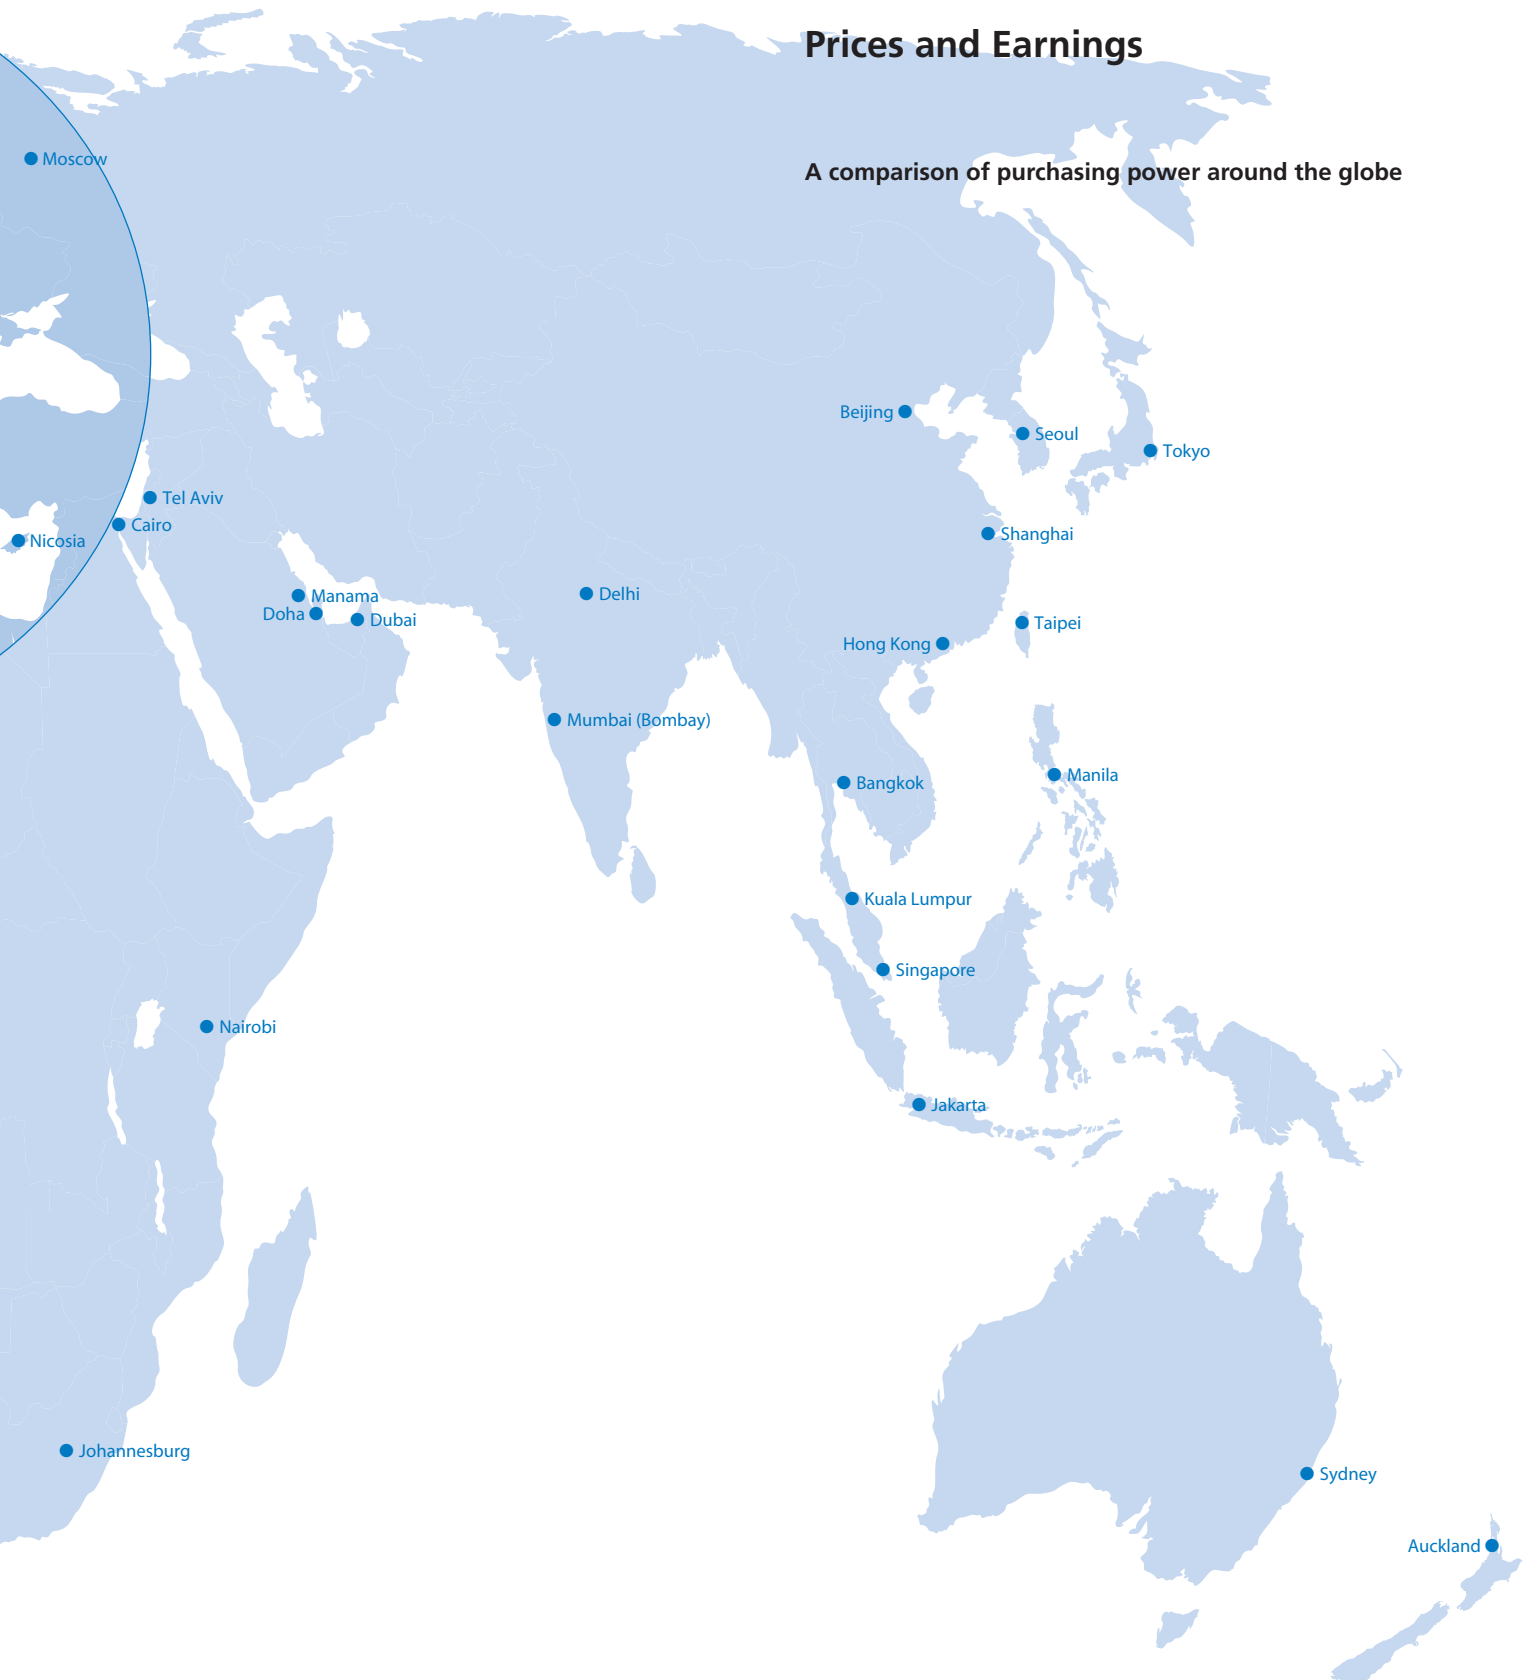 Prices and Earnings
Moscow
A comparison of purchasing power around the globe
Beijing
Seoul
Tokyo
Tel Aviv
Cairo
Shanghai
Nicosia
Delhi
Manama
Doha
Dubai
Taipei
Hong Kong
Mumbai (Bombay)
Manila
Bangkok
Kuala Lumpur
Singapore
Nairobi
Jakarta
Johannesburg
Sydney
Auckland